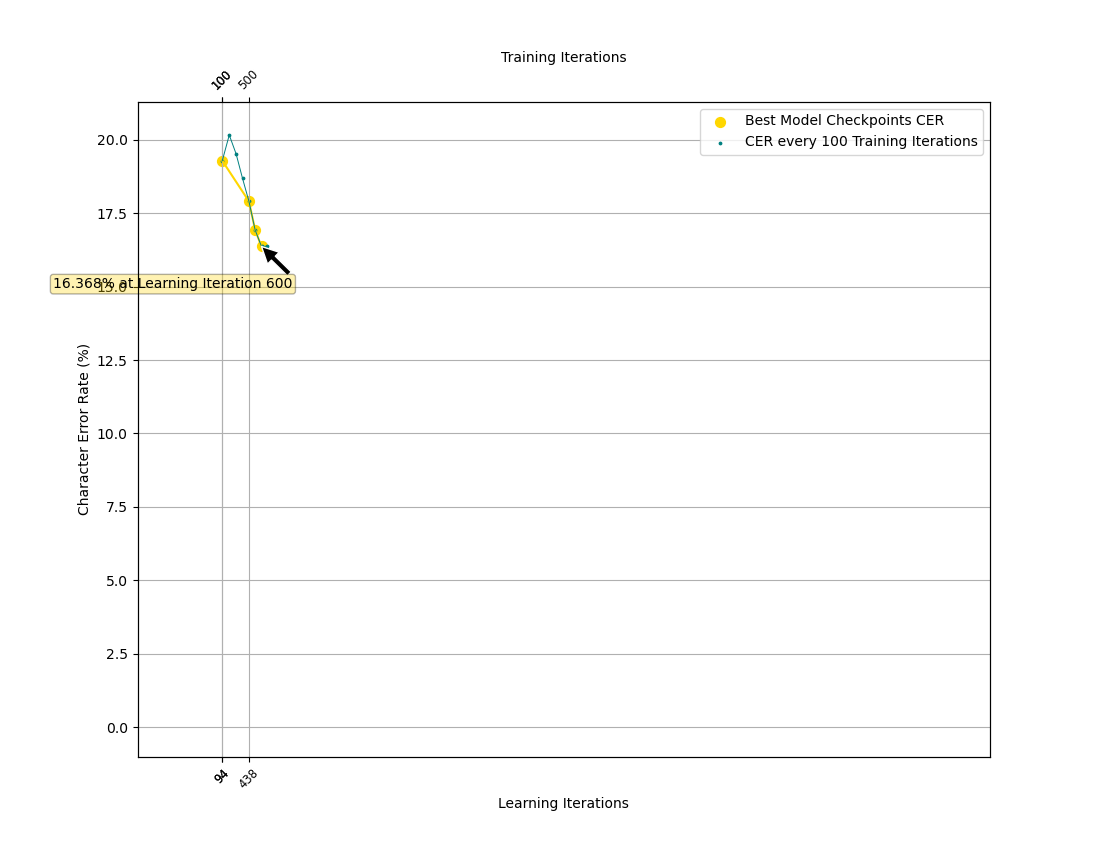 Training Iterations
100 500
Best Model Checkpoints CER
CER every 100 Training Iterations
20.0
17.5
16.368% at Learning Iteration 600
15.0
12.5
Character Error Rate (%)
10.0
7.5
5.0
2.5
0.0
94 438
Learning Iterations